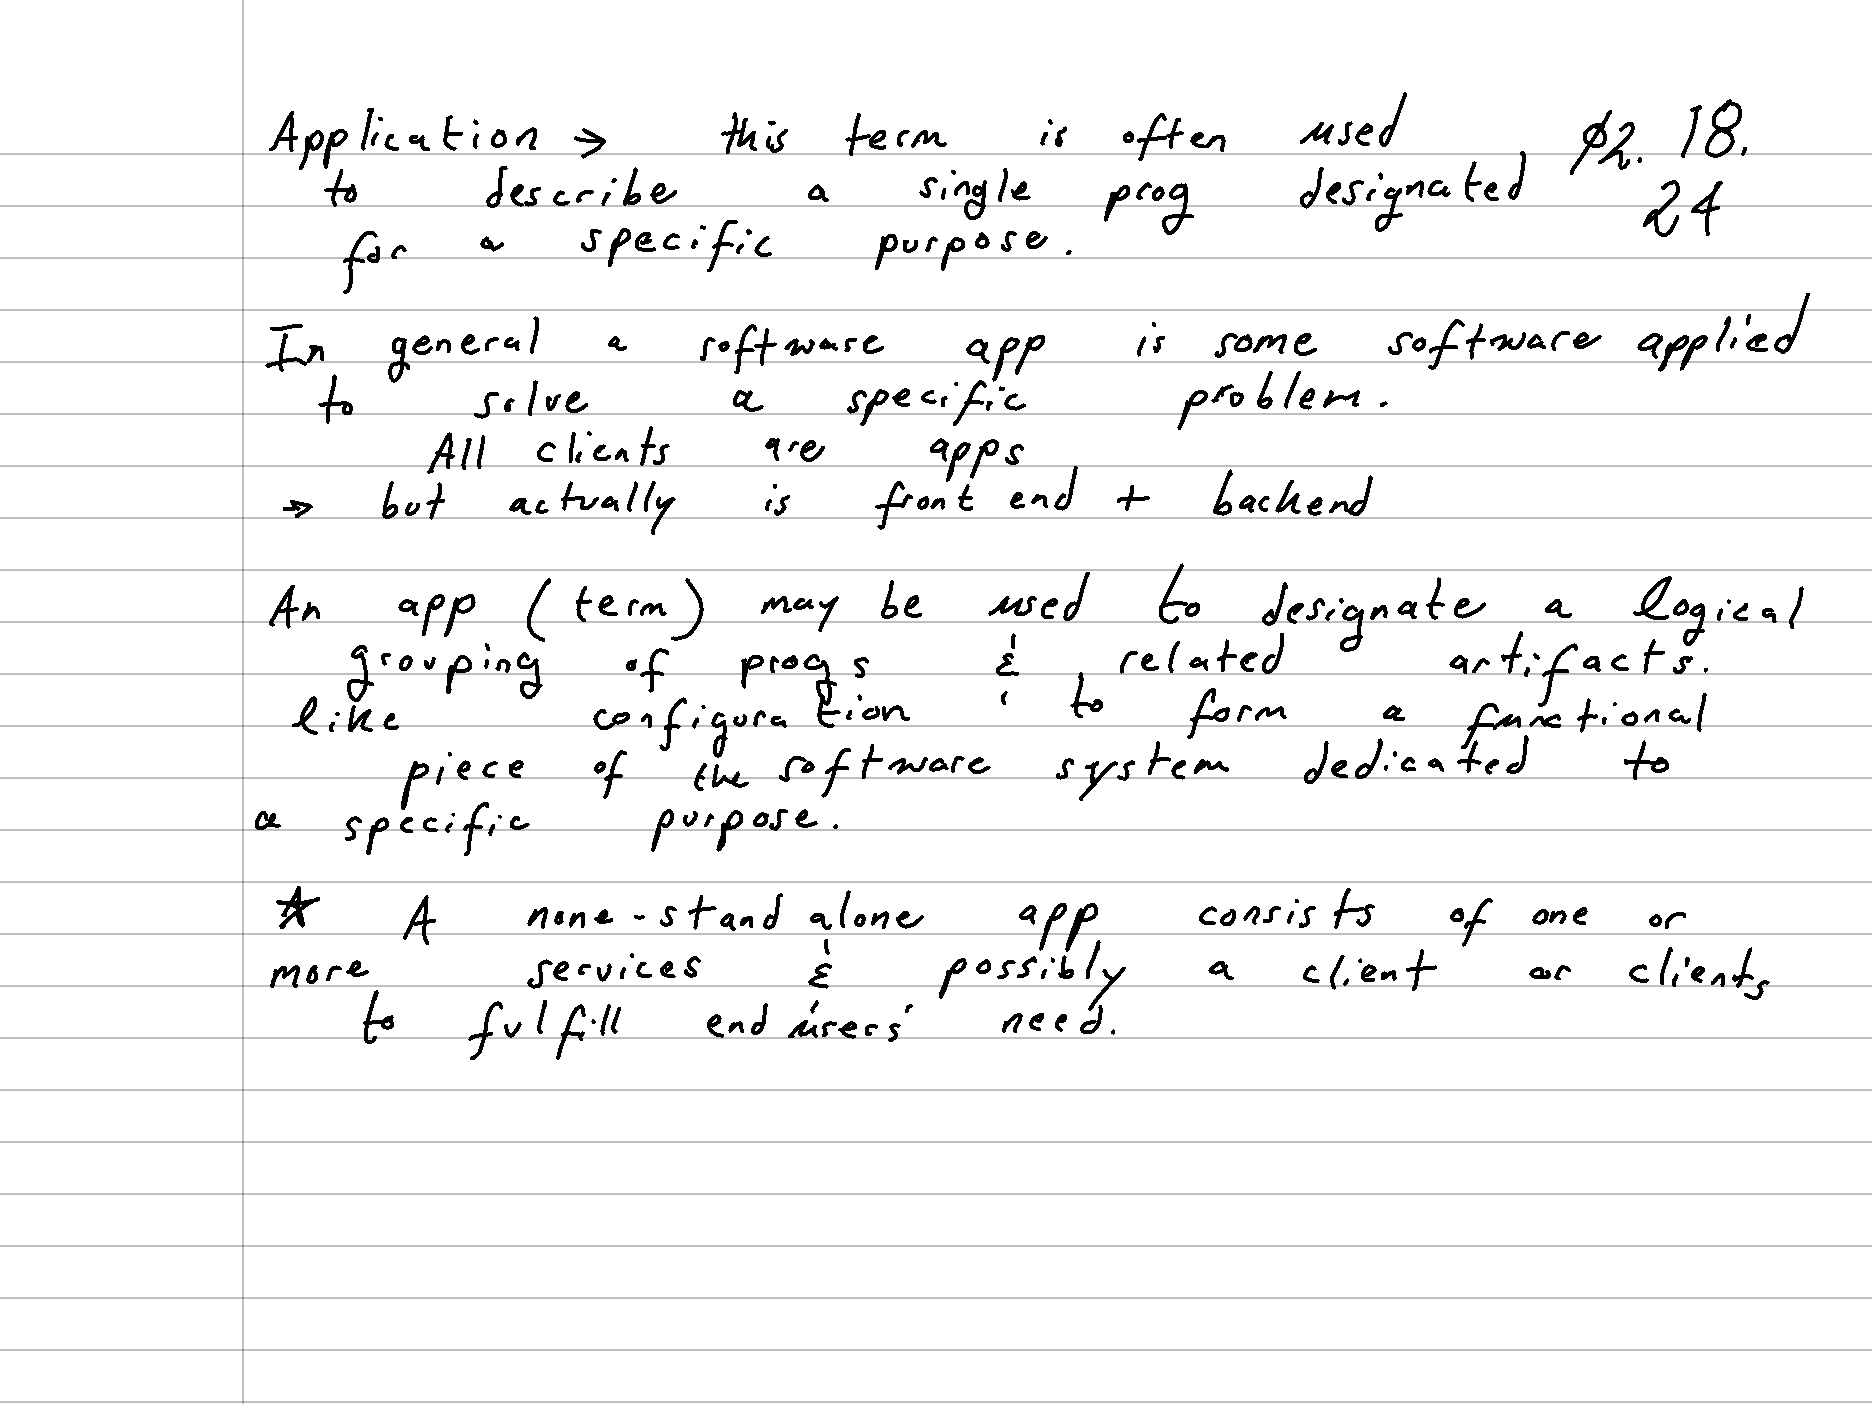 Application → this term is often used 02. 18.
to describe a single prog designated 24
for a specific purpose.
In general a software app is some software applied
to solve a specific problem.
All clients are apps
→ but actually is front end + backend
An app (term) may be used to designate a logical
grouping of progs & related artifacts.
like configuration to form a functional
piece of the software system dedicated to
a specific purpose.
☆ A none-stand alone app consists of one or
more services & possibly a client or clients
to fulfill end users' need.